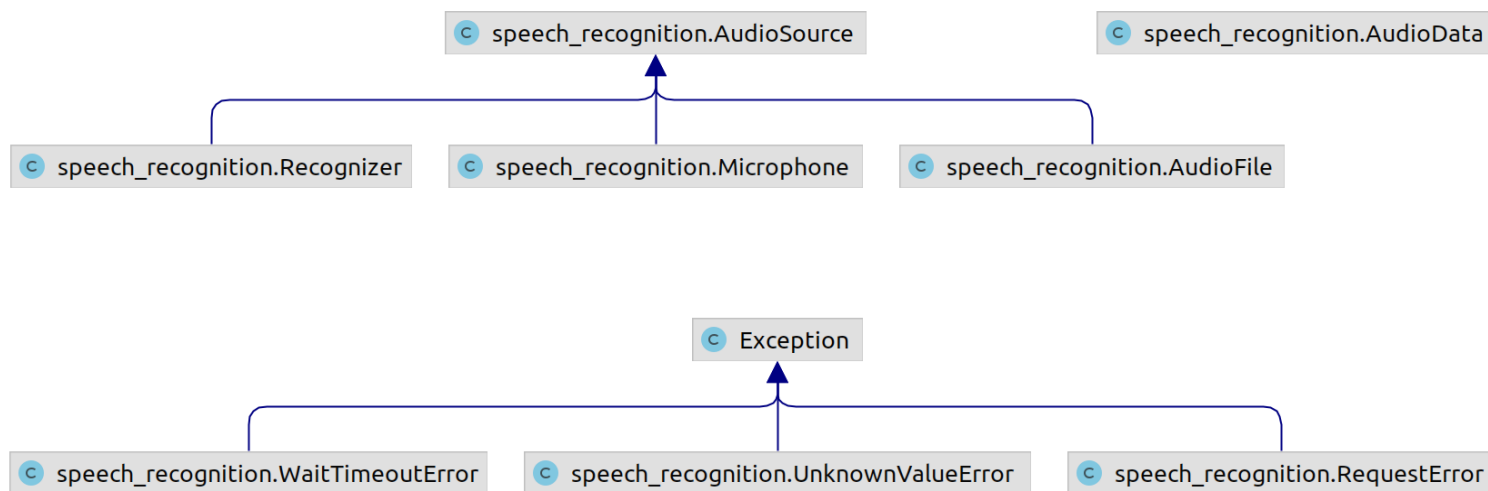 C speech_recognition.AudioSource
C speech_recognition.AudioData
C speech_recognition.Recognizer
C speech_recognition.Microphone
C speech_recognition.AudioFile
C Exception
C speech_recognition.WaitTimeoutError
C speech_recognition.UnknownValueError
C speech_recognition.RequestError